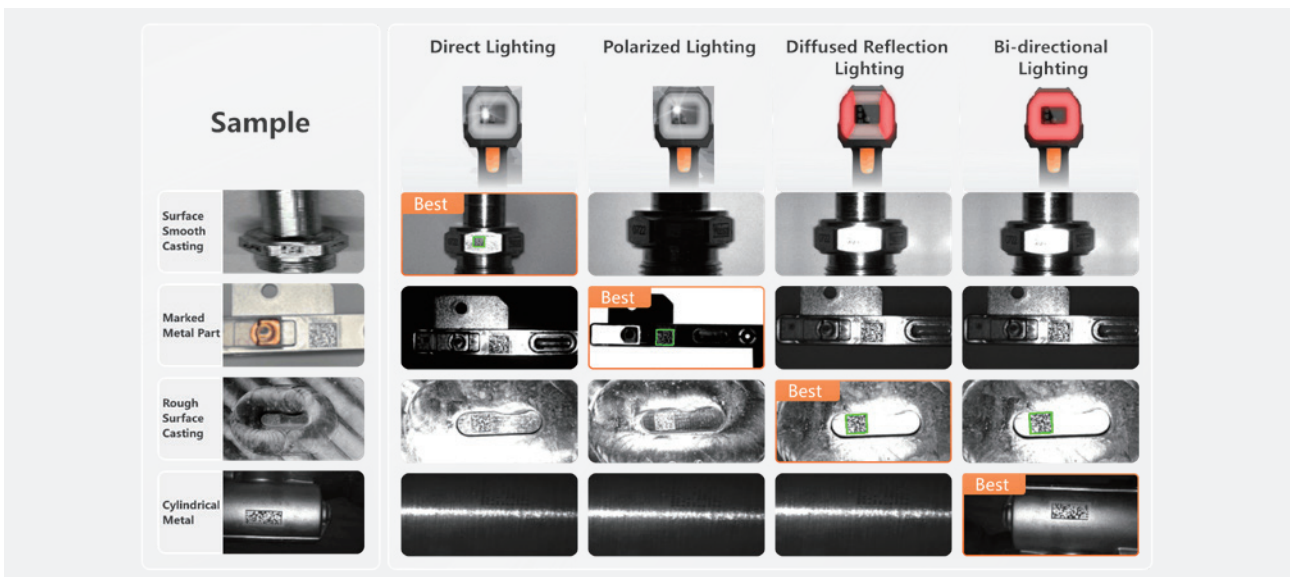 Sample
Direct Lighting
Polarized Lighting
Diffused Reflection
Lighting
Bi-directional
Lighting
Surface
Smooth
Casting
Best
Marked
Metal Part
Best
Rough
Surface
Casting
Best
Cylindrical
Metal
Best